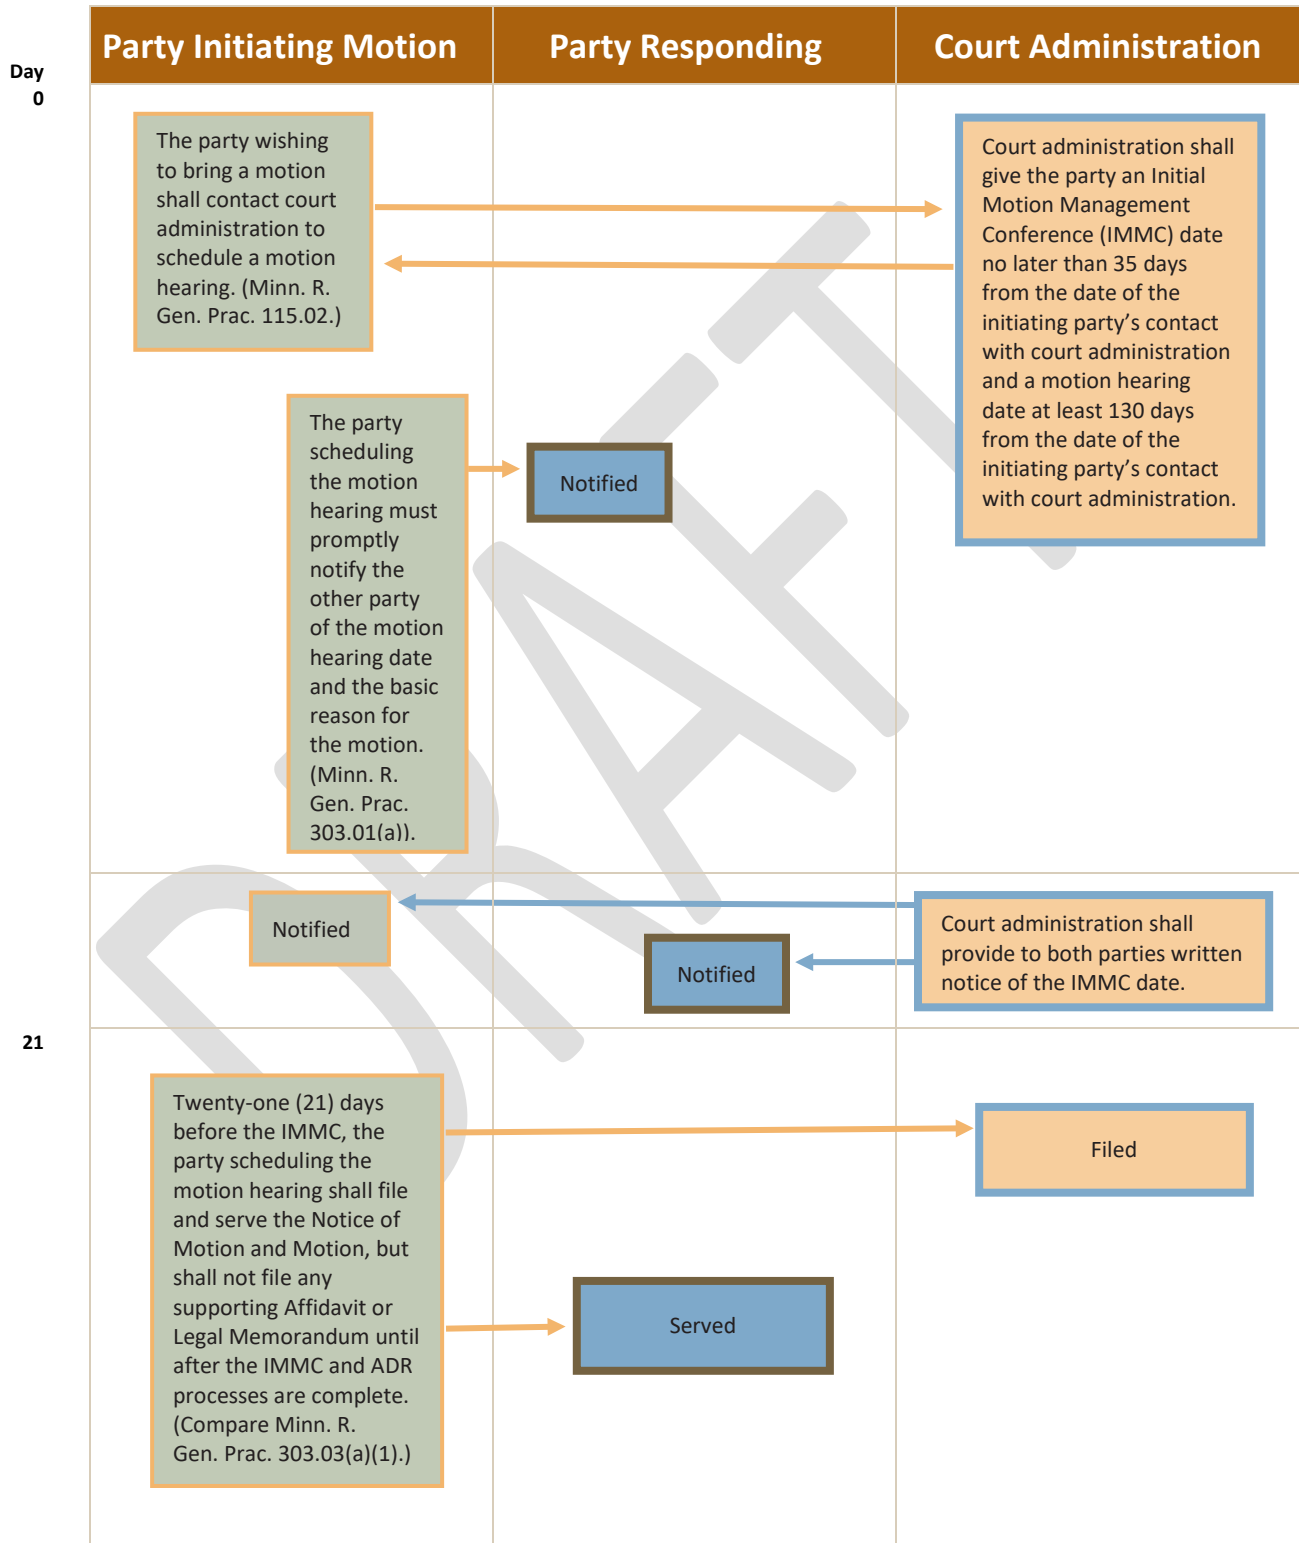 Party Initiating Motion
Party Responding
Court Administration
Day
0
The party wishing
to bring a motion
shall contact court
administration to
schedule a motion
hearing. (Minn. R.
Gen. Prac. 115.02.)
Court administration shall
give the party an Initial
Motion Management
Conference (IMMC) date
no later than 35 days
from the date of the
initiating party’s contact
with court administration
and a motion hearing
date at least 130 days
from the date of the
initiating party’s contact
with court administration.
The party
scheduling
the motion
hearing must
promptly
notify the
other party
of the motion
hearing date
and the basic
reason for
the motion.
(Minn. R.
Gen. Prac.
303.01(a)).
Notified
Notified
Notified
Court administration shall
provide to both parties written
notice of the IMMC date.
21
Twenty-one (21) days
before the IMMC, the
party scheduling the
motion hearing shall file
and serve the Notice of
Motion and Motion, but
shall not file any
supporting Affidavit or
Legal Memorandum until
after the IMMC and ADR
processes are complete.
(Compare Minn. R.
Gen. Prac. 303.03(a)(1).)
Filed
Served
DRAFT